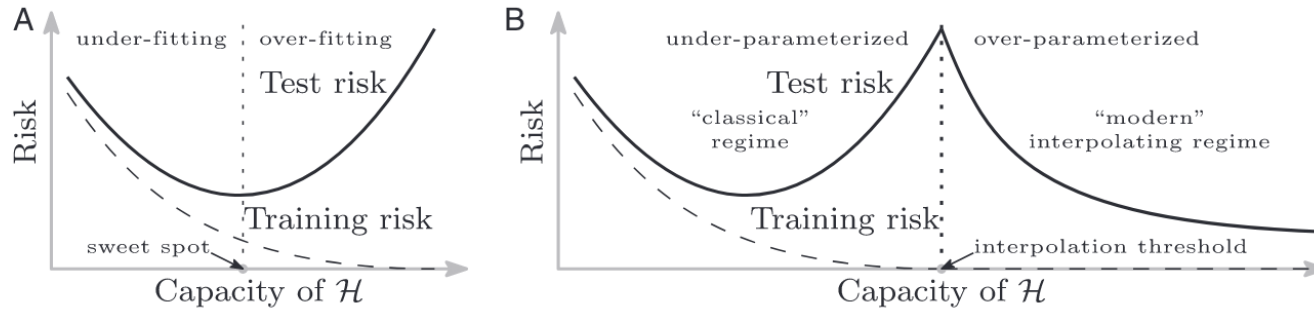 A
under-fitting
over-fitting
Test risk
Risk
Training risk
sweet spot
Capacity of ℋ
B
under-parameterized
over-parameterized
Test risk
“classical”
regime
“modern”
interpolating regime
Risk
Training risk
interpolation threshold
Capacity of ℋ